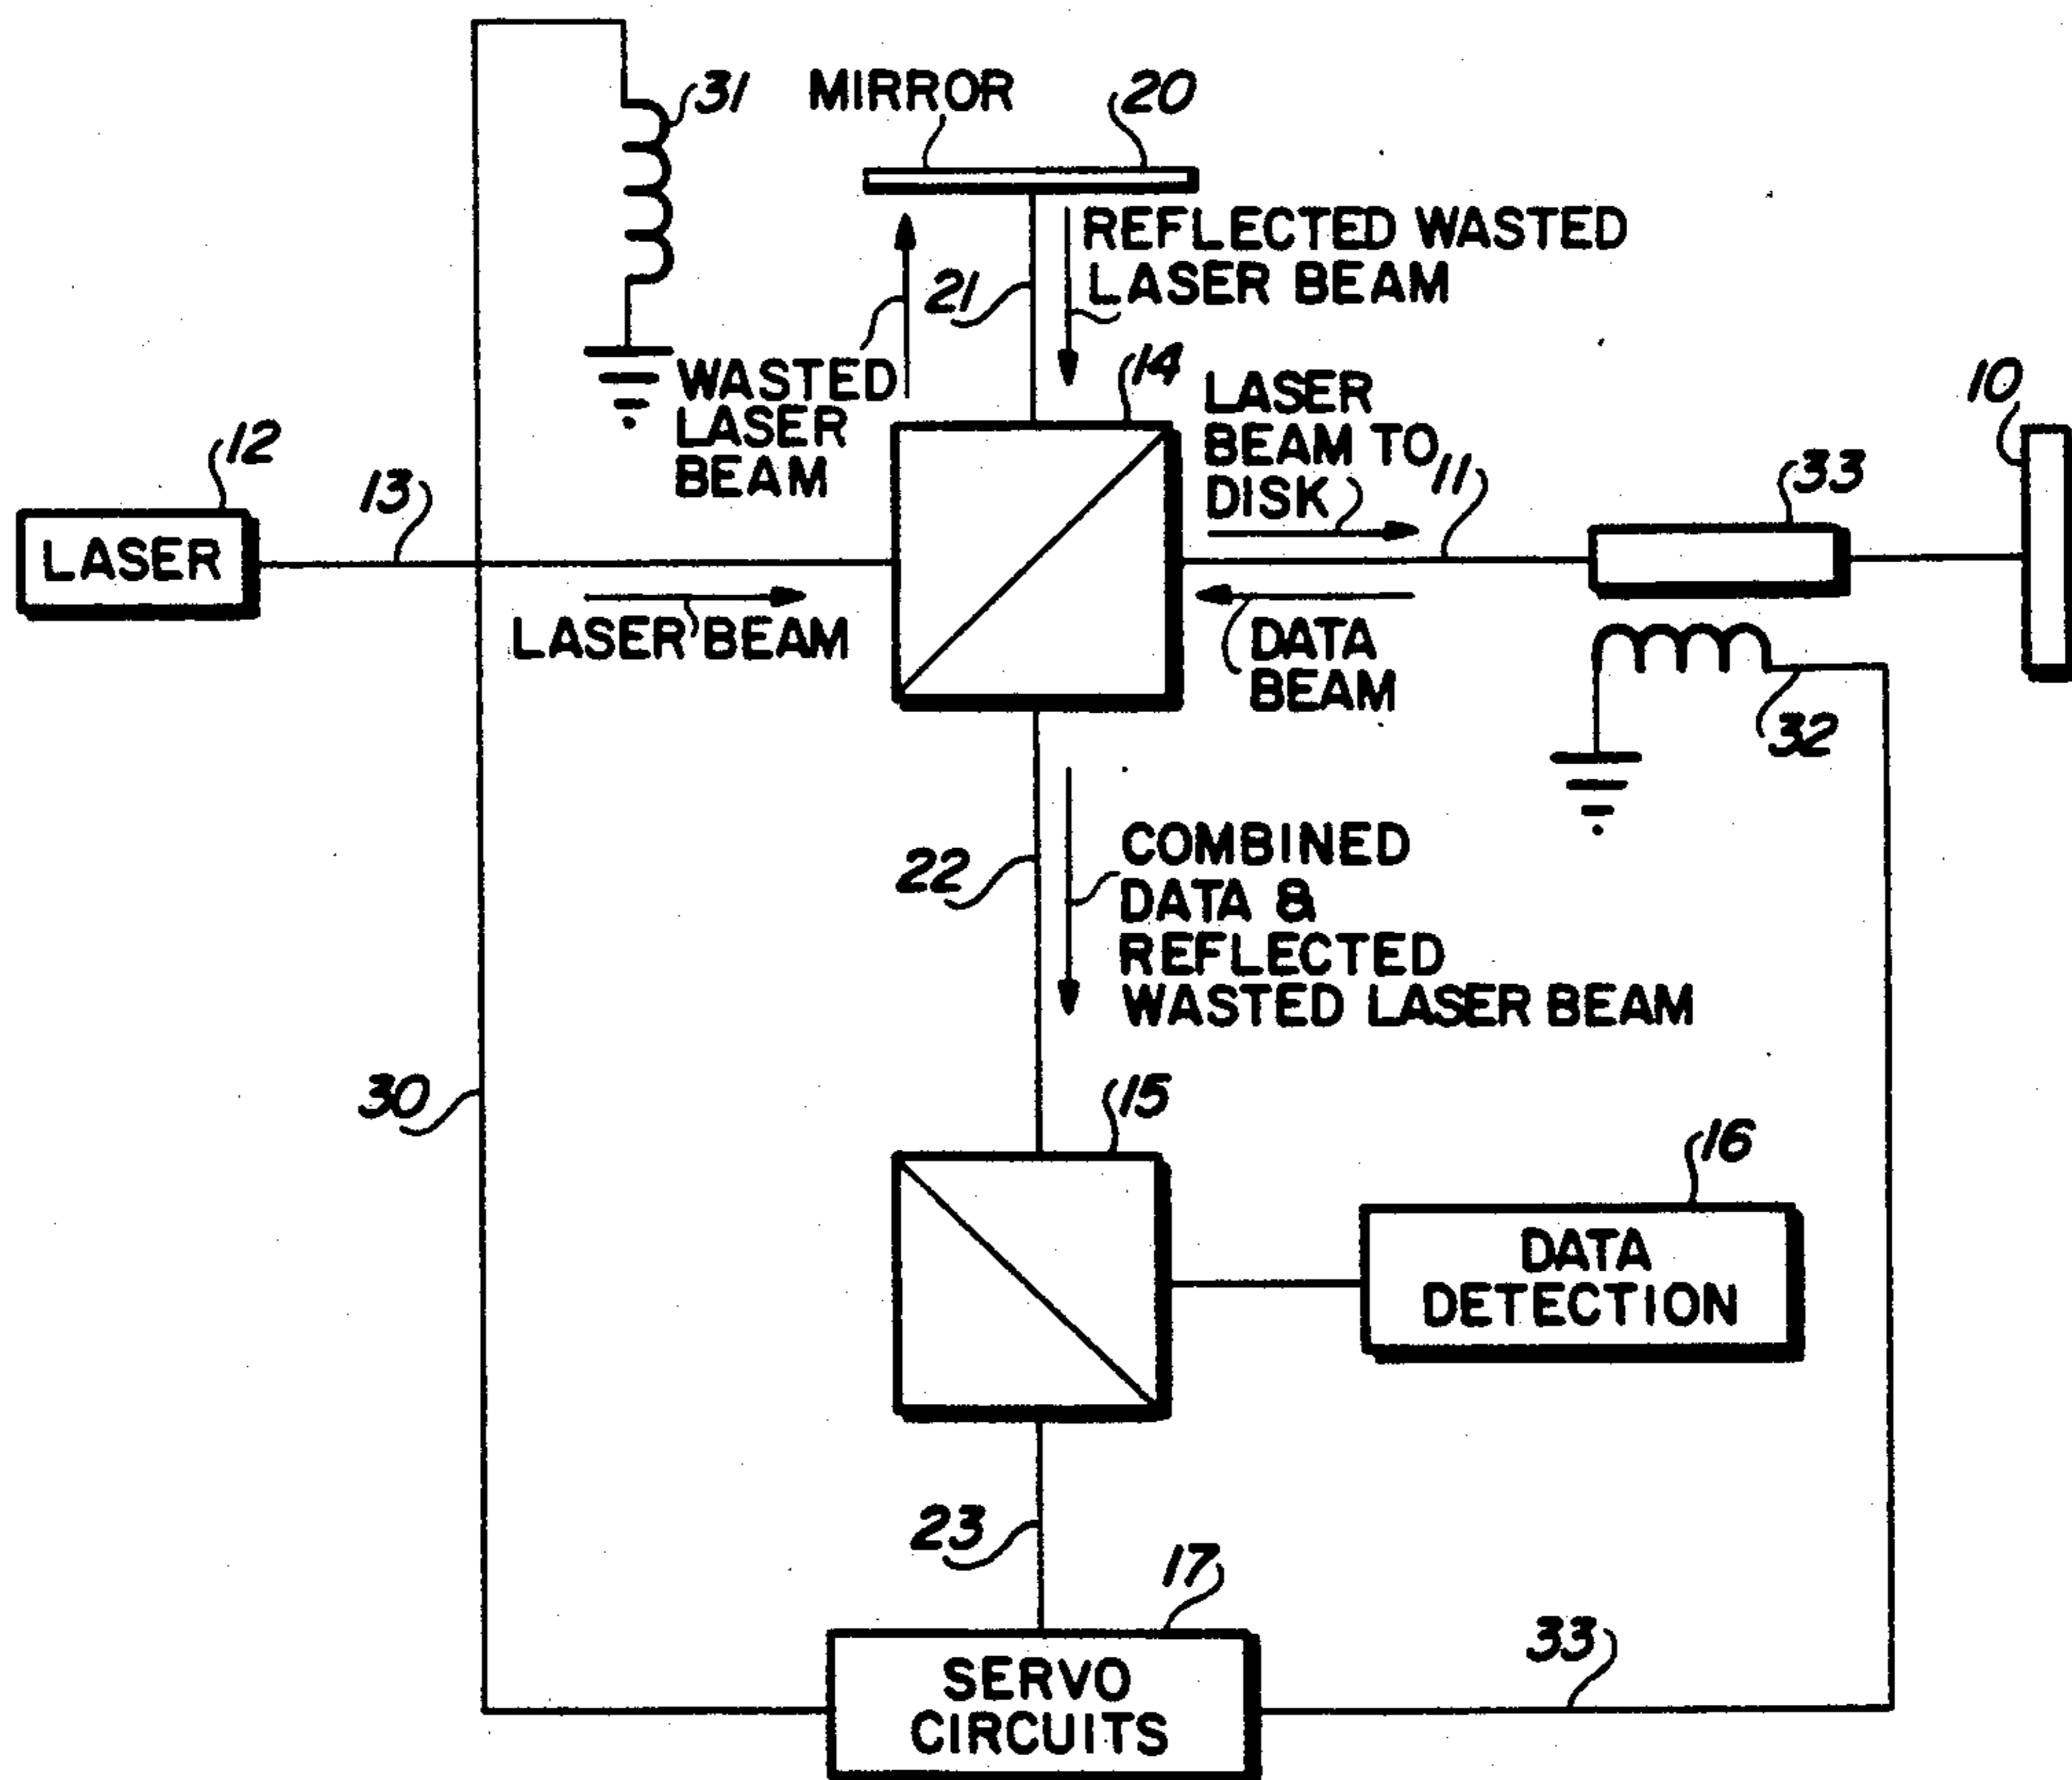 31
MIRROR
20
REFLECTED WASTED
LASER BEAM
21
WASTED
LASER
BEAM
14
LASER
BEAM TO
DISK
11
10
33
12
13
LASER
LASER BEAM
DATA
BEAM
32
22
COMBINED
DATA &
REFLECTED
WASTED LASER BEAM
30
15
16
DATA
DETECTION
23
17
33
SERVO
CIRCUITS